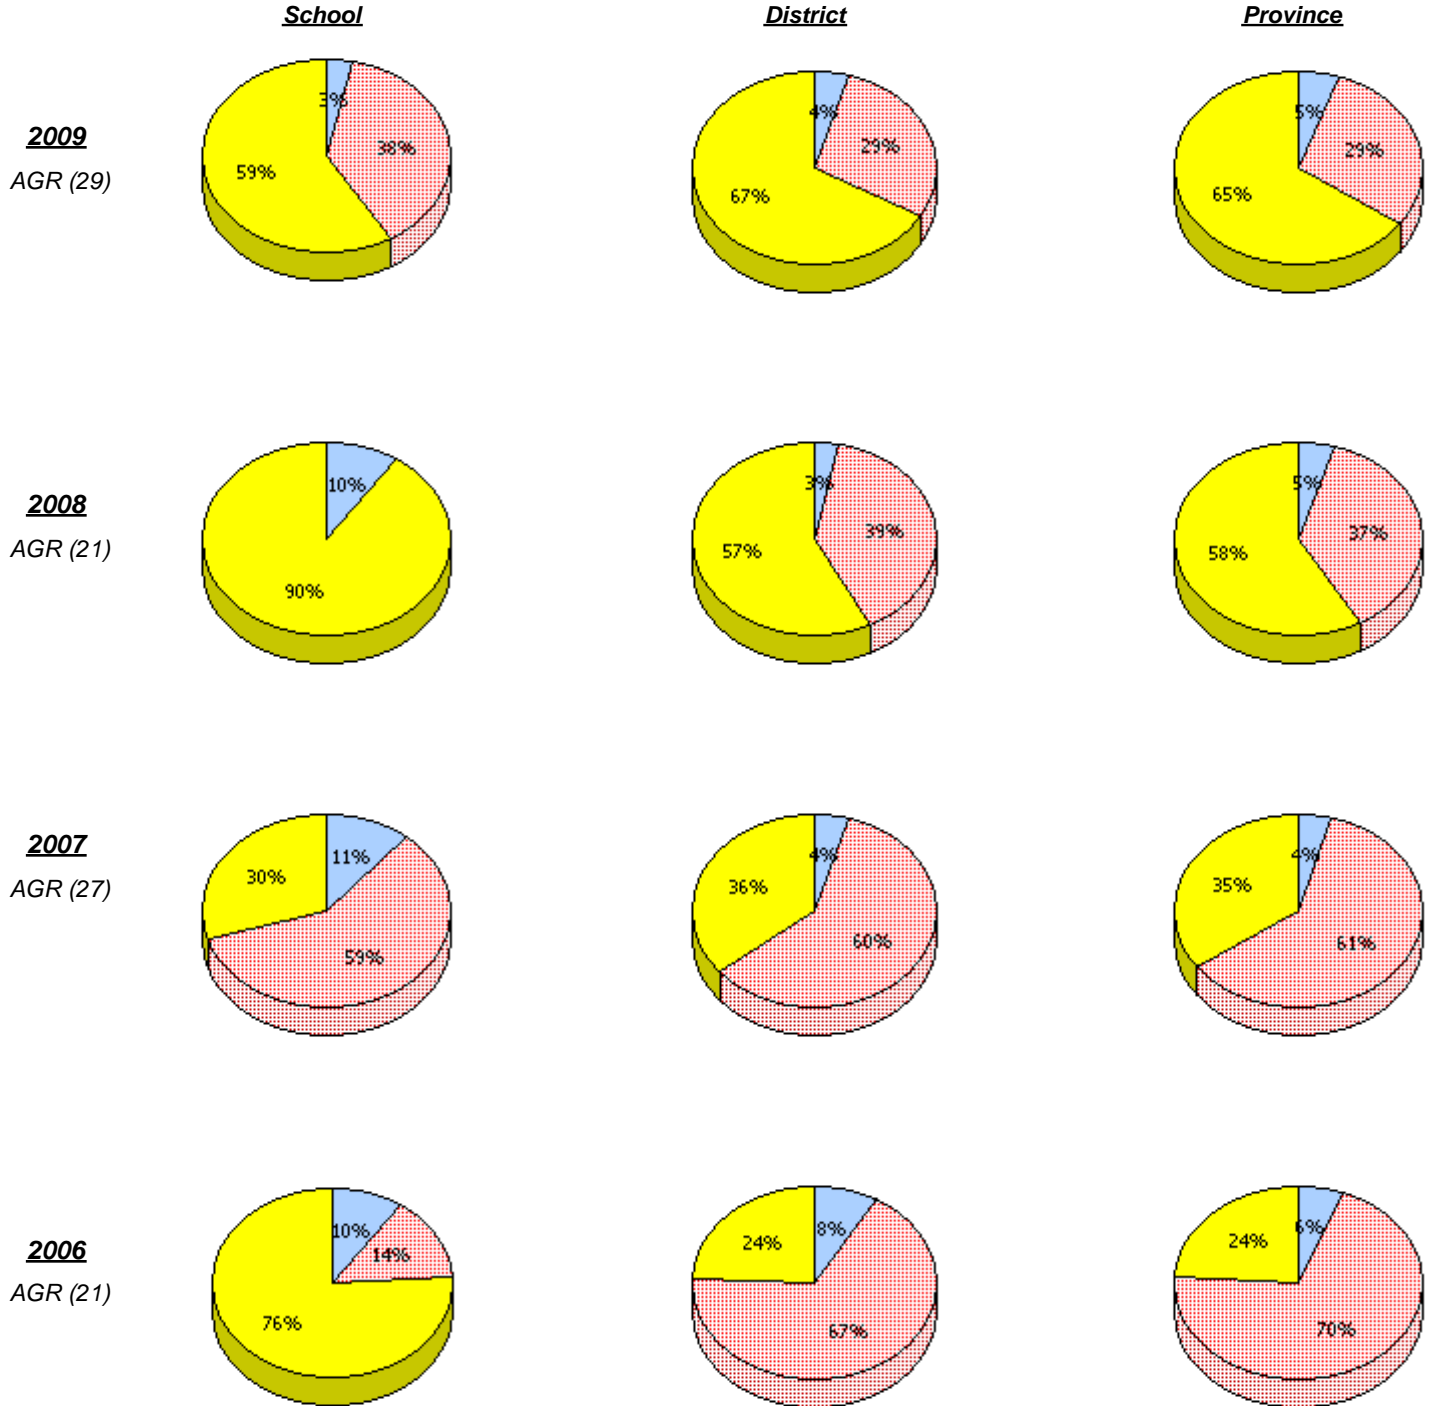 School District Province
2009
AGR (29)
3% 38% 59%
4% 29% 67%
5% 29% 65%
2008
AGR (21)
10% 90%
3% 39% 57%
5% 37% 58%
2007
AGR (27)
11% 30% 59%
4% 36% 60%
4% 35% 61%
2006
AGR (21)
10% 14% 76%
8% 24% 67%
6% 24% 70%